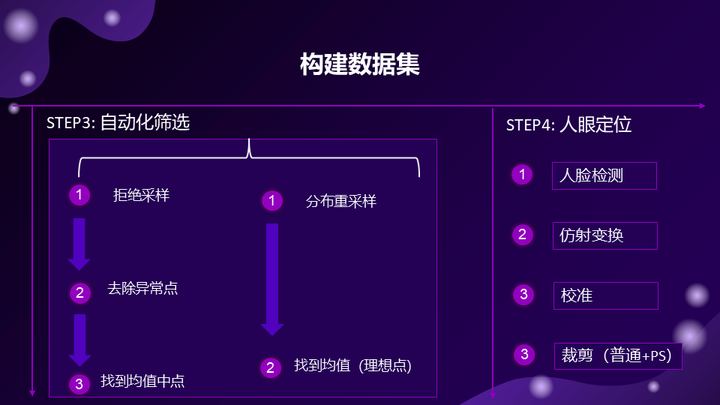 构建数据集
STEP3: 自动化筛选
1 拒绝采样
2 去除异常点
3 找到均值中点
1 分布重采样
2 找到均值（理想点)
STEP4: 人眼定位
1 人脸检测
2 仿射变换
3 校准
3 裁剪（普通+PS）